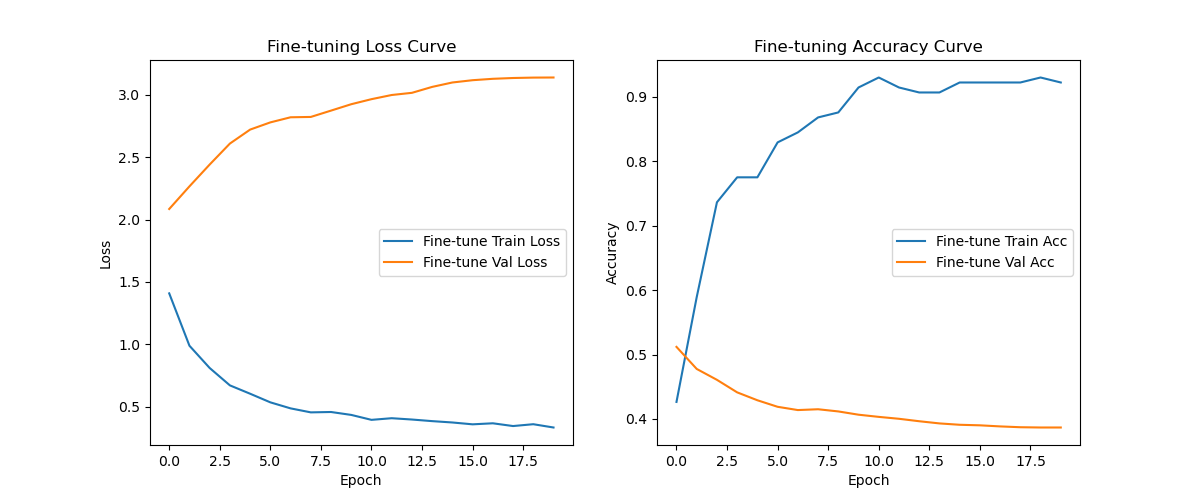 Fine-tuning Loss Curve
3.0
2.5
2.0
1.5
1.0
0.5
Loss
Fine-tune Train Loss
Fine-tune Val Loss
0.0 2.5 5.0 7.5 10.0 12.5 15.0 17.5
Epoch
Fine-tuning Accuracy Curve
0.9
0.8
0.7
0.6
0.5
0.4
Accuracy
Fine-tune Train Acc
Fine-tune Val Acc
0.0 2.5 5.0 7.5 10.0 12.5 15.0 17.5
Epoch